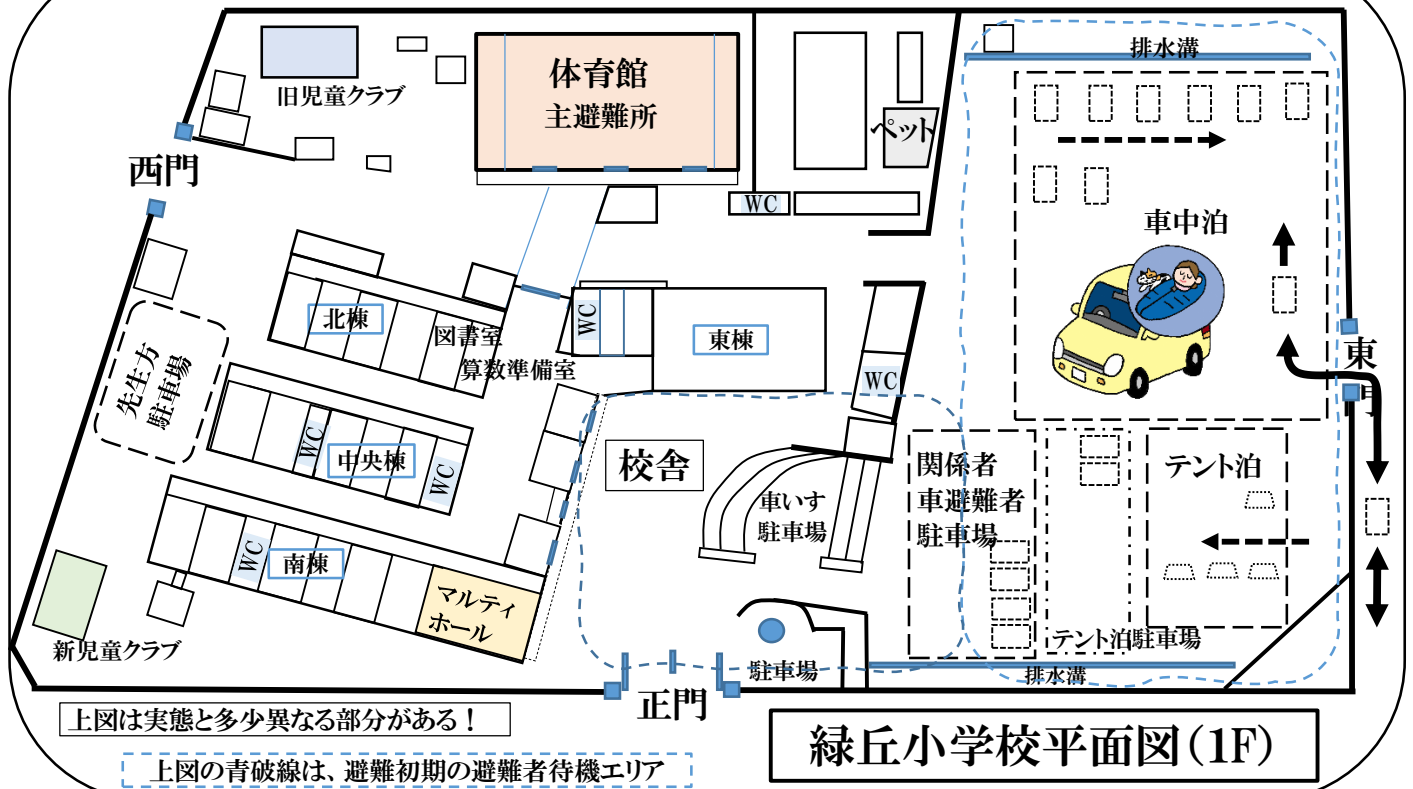 体育館
主避難所
旧児童クラブ
排水溝
ペット
西門
WC
車中泊
北棟
図書室
算数準備室
WC
東棟
WC
東門
先生方
駐車場
WC
中央棟
WC
校舎
車いす
駐車場
関係者
車避難者
駐車場
テント泊
WC
南棟
マルティ
ホール
新児童クラブ
テント泊駐車場
駐車場
排水溝
正門
上図は実態と多少異なる部分がある！
緑丘小学校平面図(1F)
上図の青破線は、避難初期の避難者待機エリア